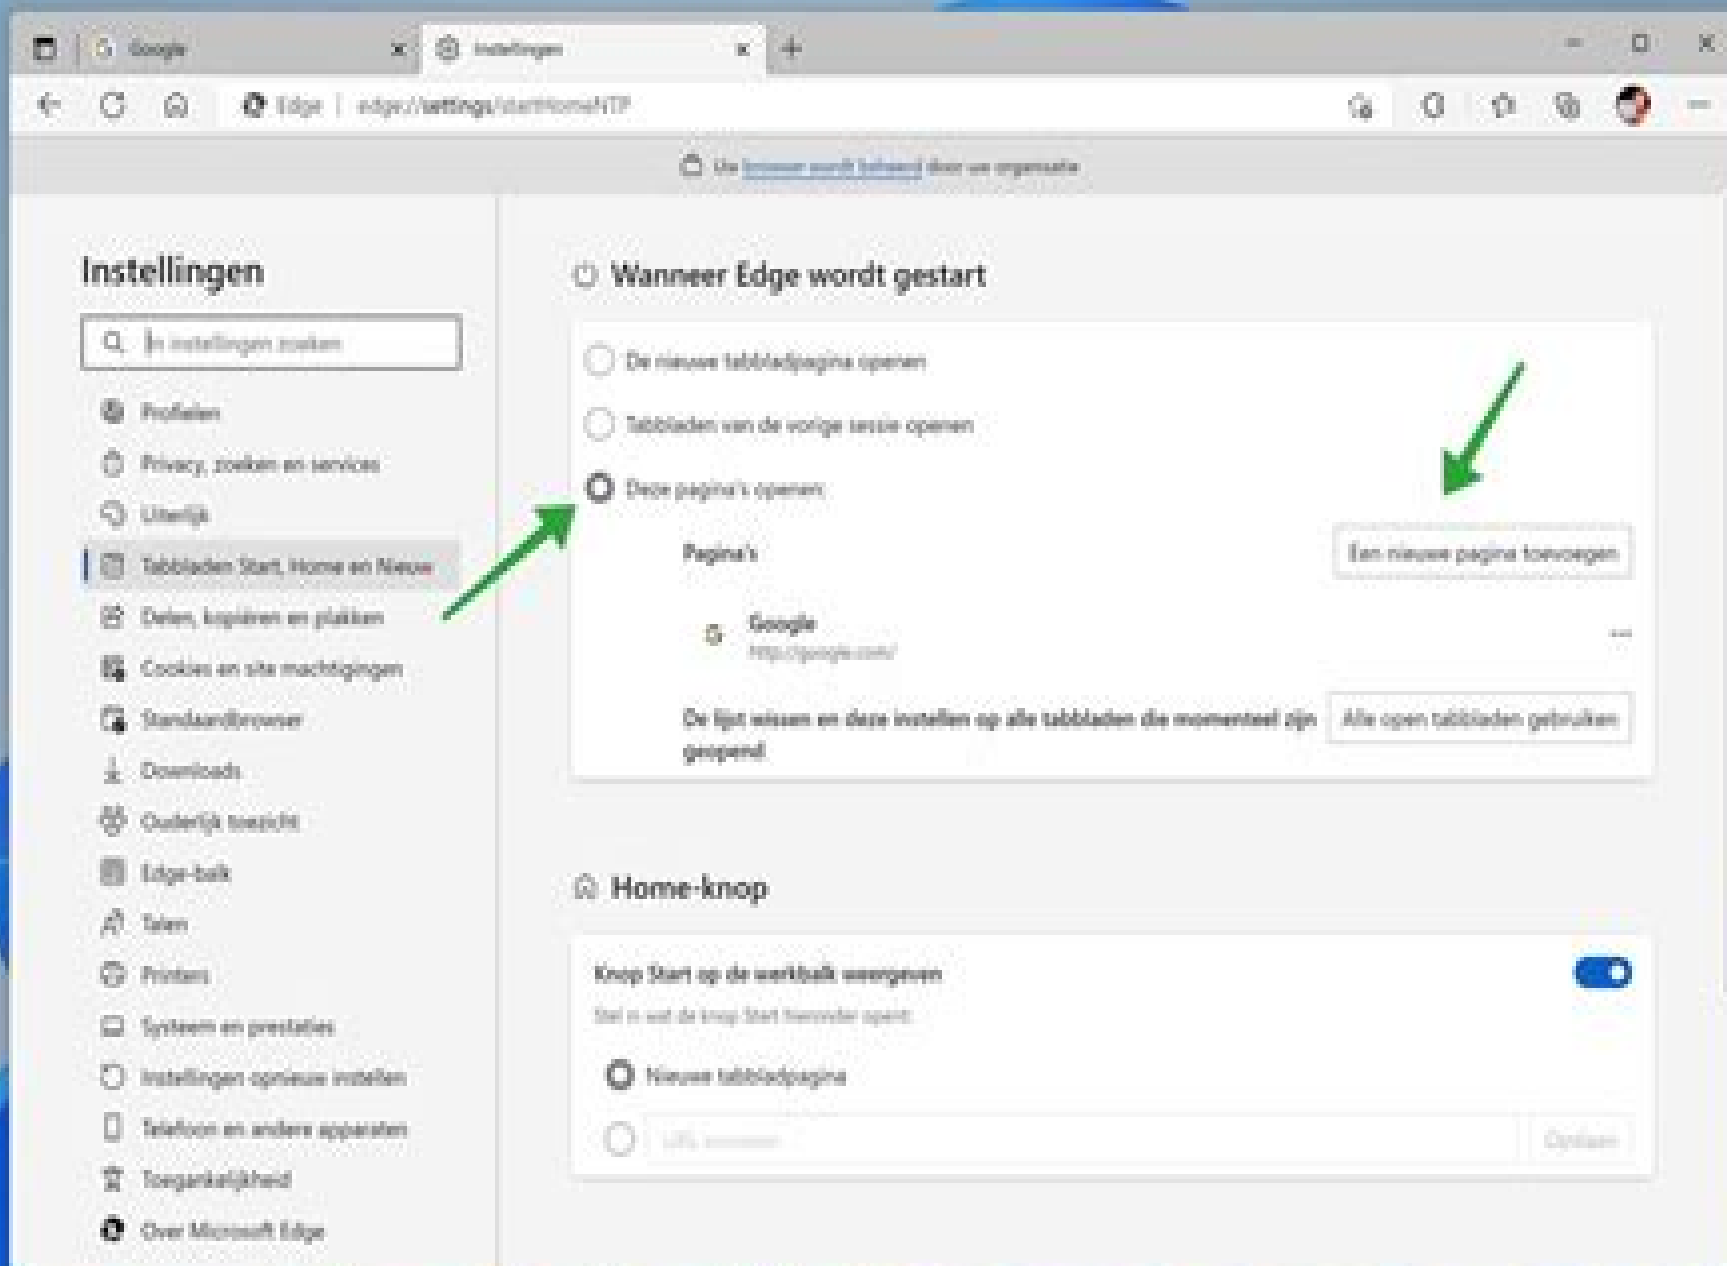 Google
Instellingen
Edge | edge://settings/startHomeNTP
Uw browser wordt beheerd door uw organisatie
Instellingen
In instellingen zoeken
Profielen
Privacy, zoeken en services
Uiterlijk
Tabbladen Start, Home en Nieuw
Delen, kopiëren en plakken
Cookies en site machtigingen
Standaardbrowser
Downloads
Ouderlijk toezicht
Edge-balk
Talen
Printers
Systeem en prestaties
Instellingen opnieuw instellen
Telefoon en andere apparaten
Toegankelijkheid
Over Microsoft Edge
Wanneer Edge wordt gestart
De nieuwe tabbladpagina openen
Tabbladen van de vorige sessie openen
Deze pagina's openen:
Pagina's
Een nieuwe pagina toevoegen
Google
http://google.com/
De lijst wissen en deze instellen op alle tabbladen die momenteel zijn
geopend
Alle open tabbladen gebruiken
Home-knop
Knop Start op de werkbalk weergeven
Stel in wat de knop Start hieronder opent:
Nieuwe tabbladpagina
URL invoeren
Opslaan